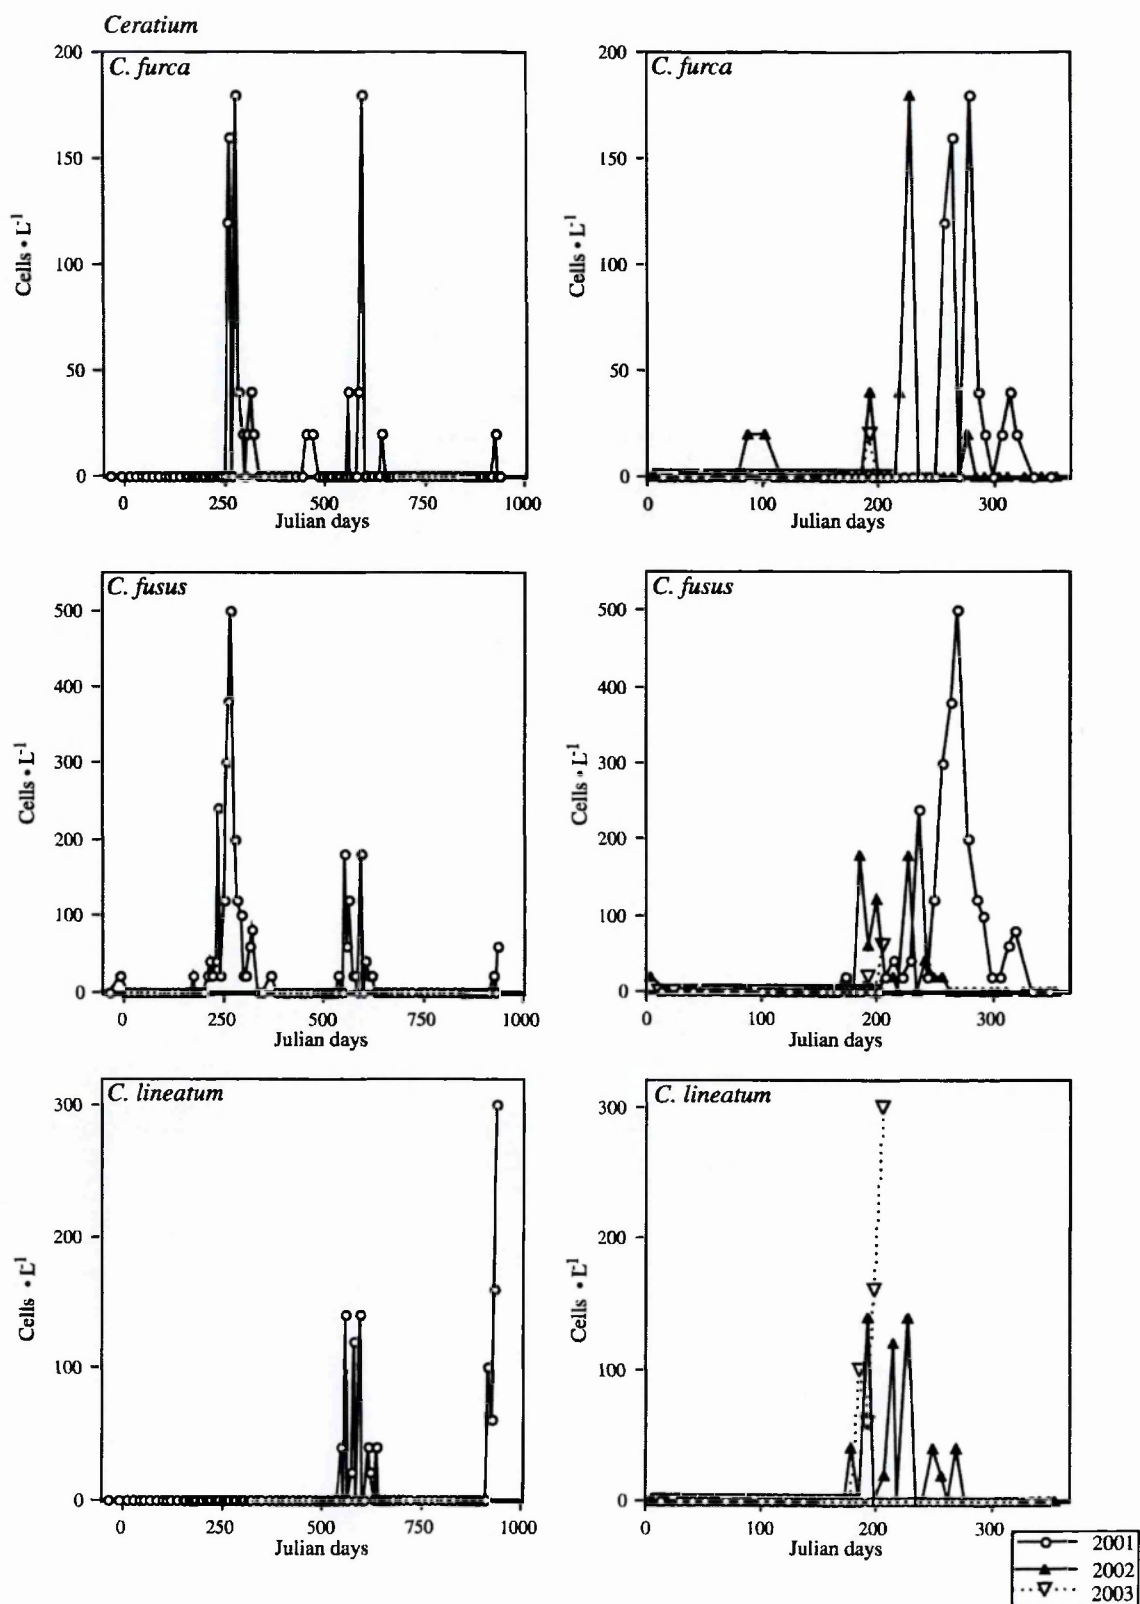 Ceratium
C. furca
200
150
100
50
0
Cells • L-1
0 250 500 750 1000
Julian days
C. furca
200
150
100
50
0
Cells • L-1
0 100 200 300
Julian days
C. fusus
500
400
300
200
100
0
Cells • L-1
0 250 500 750 1000
Julian days
C. fusus
500
400
300
200
100
0
Cells • L-1
0 100 200 300
Julian days
C. lineatum
300
200
100
0
Cells • L-1
0 250 500 750 1000
Julian days
C. lineatum
300
200
100
0
Cells • L-1
0 100 200 300
Julian days
2001
2002
2003